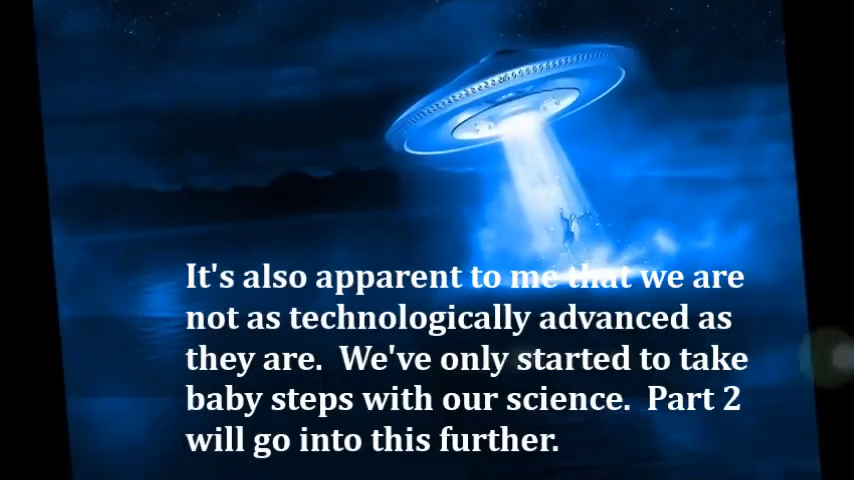 It's also apparent to me that we are
not as technologically advanced as
they are.  We've only started to take
baby steps with our science.  Part 2
will go into this further.